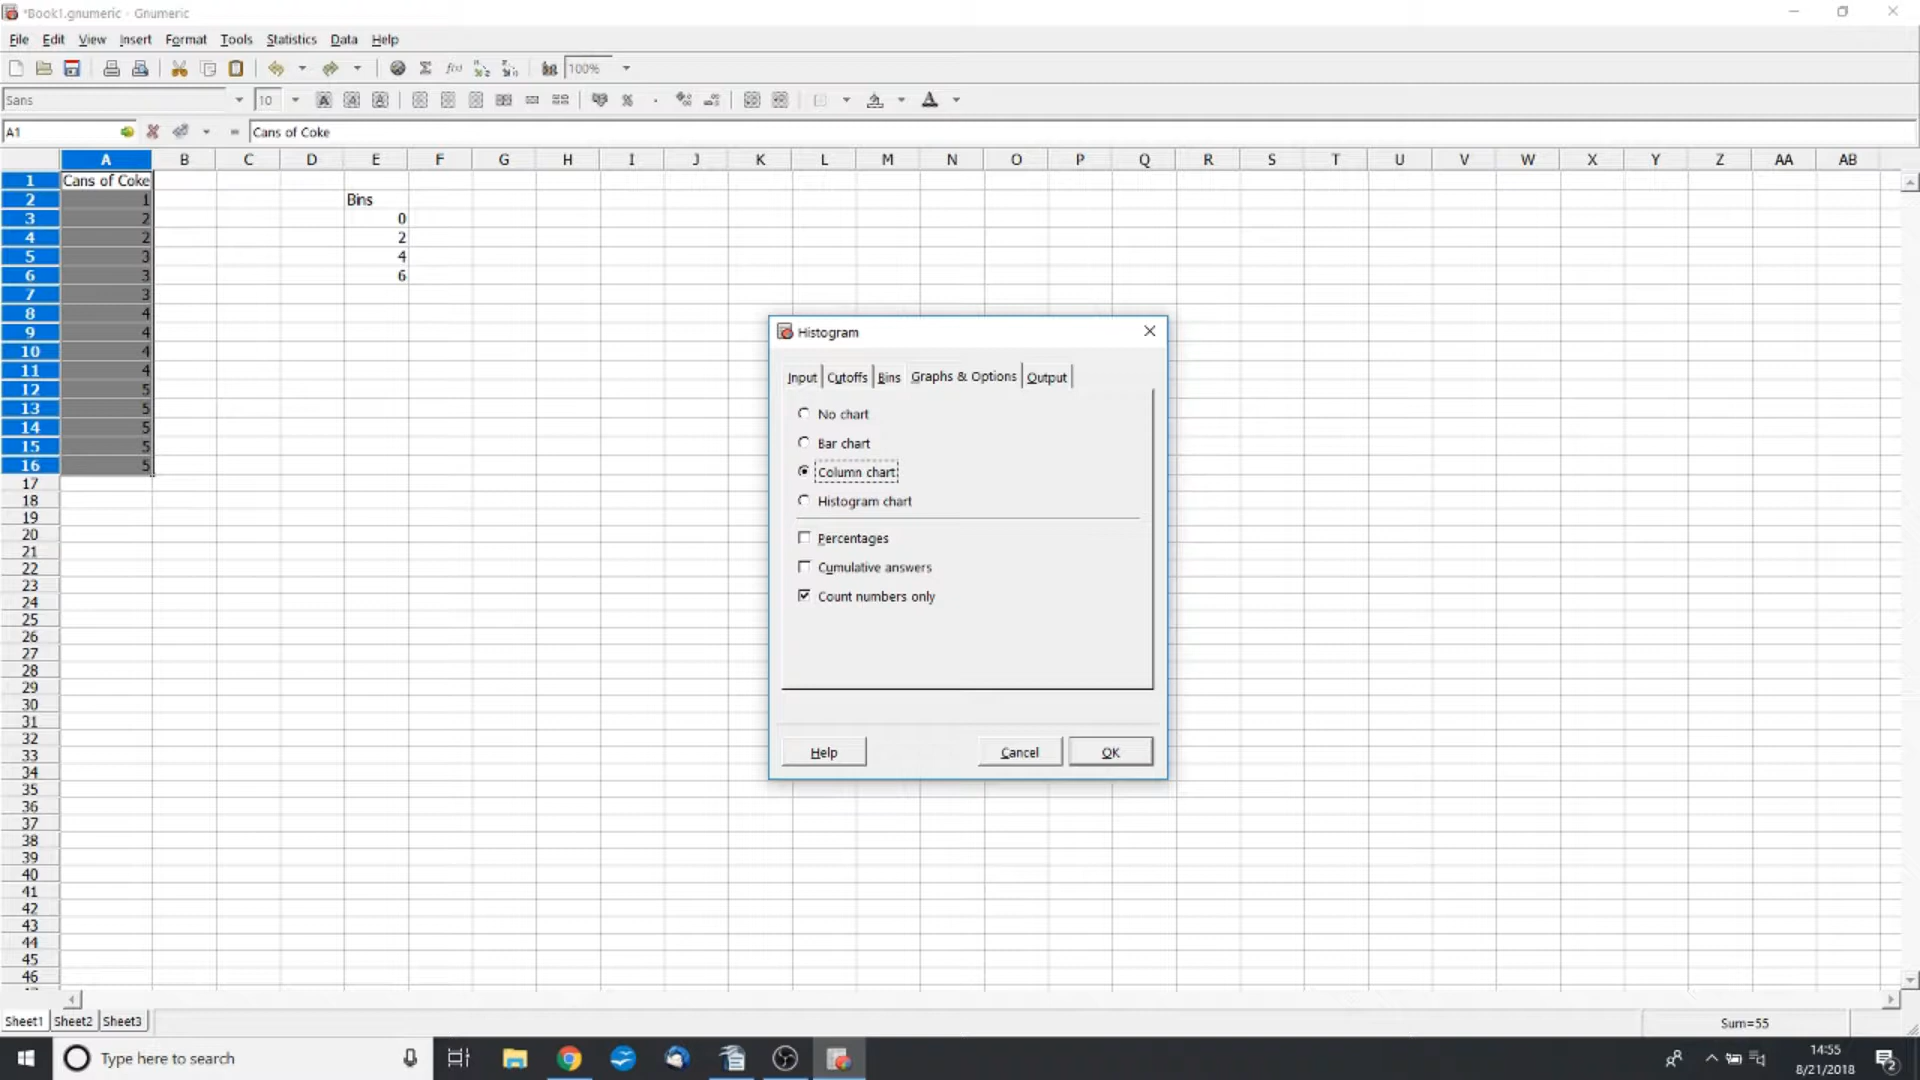 *Book1.gnumeric - Gnumeric
File Edit View Insert Format Tools Statistics Data Help
100%
Sans 10
A1 = Cans of Coke
A B C D E F G H I J K L M N O P Q R S T U V W X Y Z AA AB
1 Cans of Coke
2 1 Bins
3 2 0
4 2 2
5 3 4
6 3 6
7 3
8 4
9 4
10 4
11 4
12 5
13 5
14 5
15 5
16 5
17
18
19
20
21
22
23
24
25
26
27
28
29
30
31
32
33
34
35
36
37
38
39
40
41
42
43
44
45
46
Histogram
Input Cutoffs Bins Graphs & Options Output
No chart
Bar chart
Column chart
Histogram chart
Percentages
Cumulative answers
Count numbers only
Help Cancel OK
Sheet1 Sheet2 Sheet3
Sum=55
Type here to search
14:55
8/21/2018
2